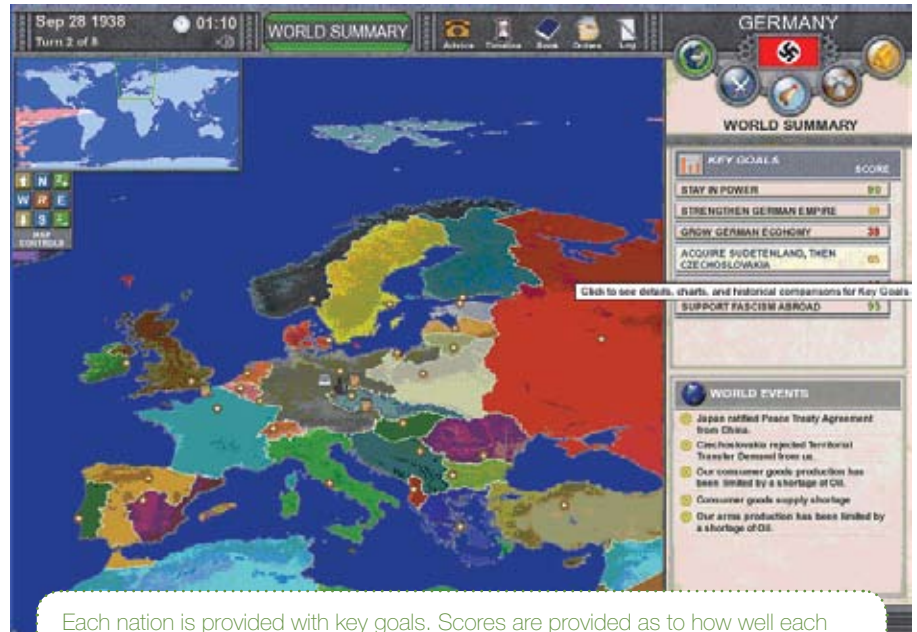 Sep 28 1938
01:10
Turn 2 of 8
WORLD SUMMARY
Advice Timeline Book Orders Log
GERMANY
WORLD SUMMARY
N
W R E
S
MAP
CONTROLS
KEY GOALS
SCORE
STAY IN POWER 90
STRENGTHEN GERMAN EMPIRE
GROW GERMAN ECONOMY 38
ACQUIRE SUDETENLAND, THEN
CZECHOSLOVAKIA 65
Click to see details, charts, and historical comparisons for Key Goals
SUPPORT FASCISM ABROAD 95
WORLD EVENTS
Japan ratified Peace Treaty Agreement
from China.
Czechoslovakia rejected Territorial
Transfer Demand from us.
Our consumer goods production has
been limited by a shortage of Oil.
Consumer goods supply shortage
Our arms production has been limited by
a shortage of Oil.
Each nation is provided with key goals. Scores are provided as to how well each